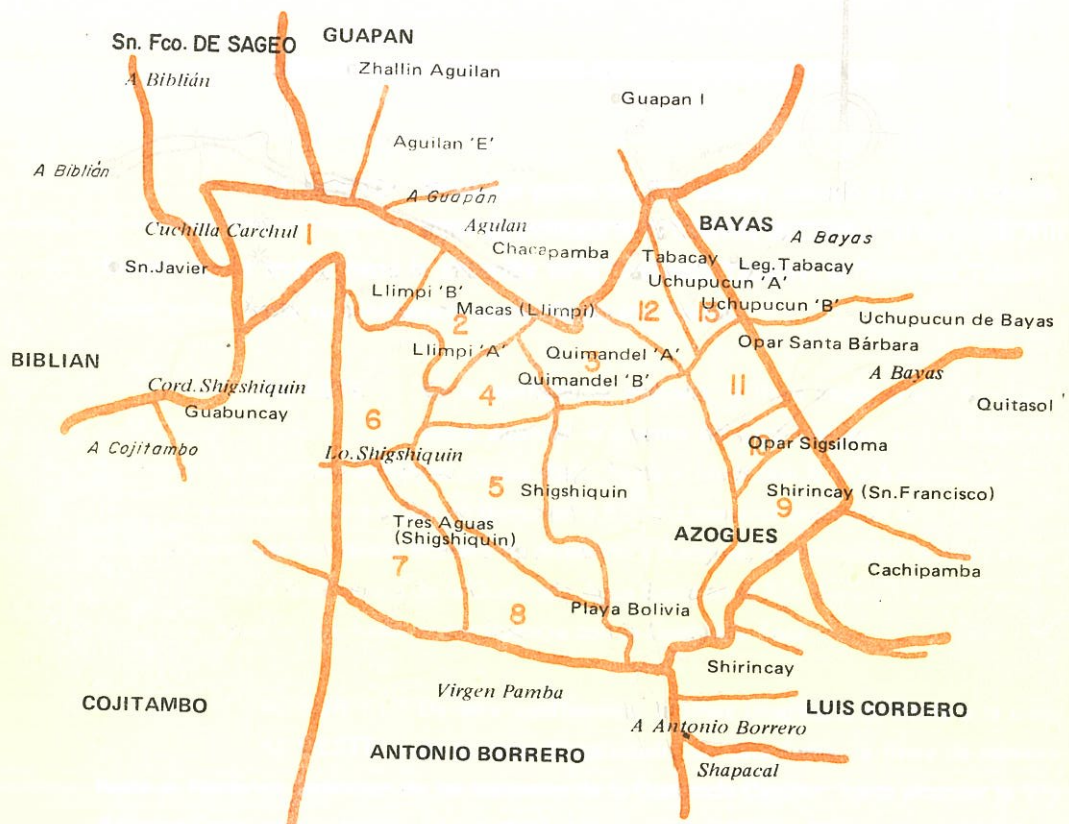 Sn. Fco. DE SAGEO
GUAPAN
A Biblián
Zhallin Aguilan
Guapan I
Aguilan 'E'
A Biblián
A Guapán
Cuchilla Carchul
1
Agulan
BAYAS
A Bayas
Chacapamba
Tabacay
Leg. Tabacay
Sn.Javier
Llimpi 'B'
Uchupucun 'A'
Macas (Llimpi)
12
13
Uchupucun 'B'
Uchupucun de Bayas
2
BIBLIAN
Llimpi 'A'
Quimandel 'A'
3
Opar Santa Bárbara
Cord. Shigshiquin
Quimandel 'B'
11
A Bayas
Guabuncay
4
Quitasol
6
A Cojitambo
Lo. Shigshiquin
Opar Sigsiloma
10
5
Shigshiquin
Shirincay (Sn.Francisco)
9
Tres Aguas
(Shigshiquin)
AZOGUES
7
Cachipamba
8
Playa Bolivia
Shirincay
Virgen Pamba
COJITAMBO
LUIS CORDERO
A Antonio Borrero
ANTONIO BORRERO
Shapacal